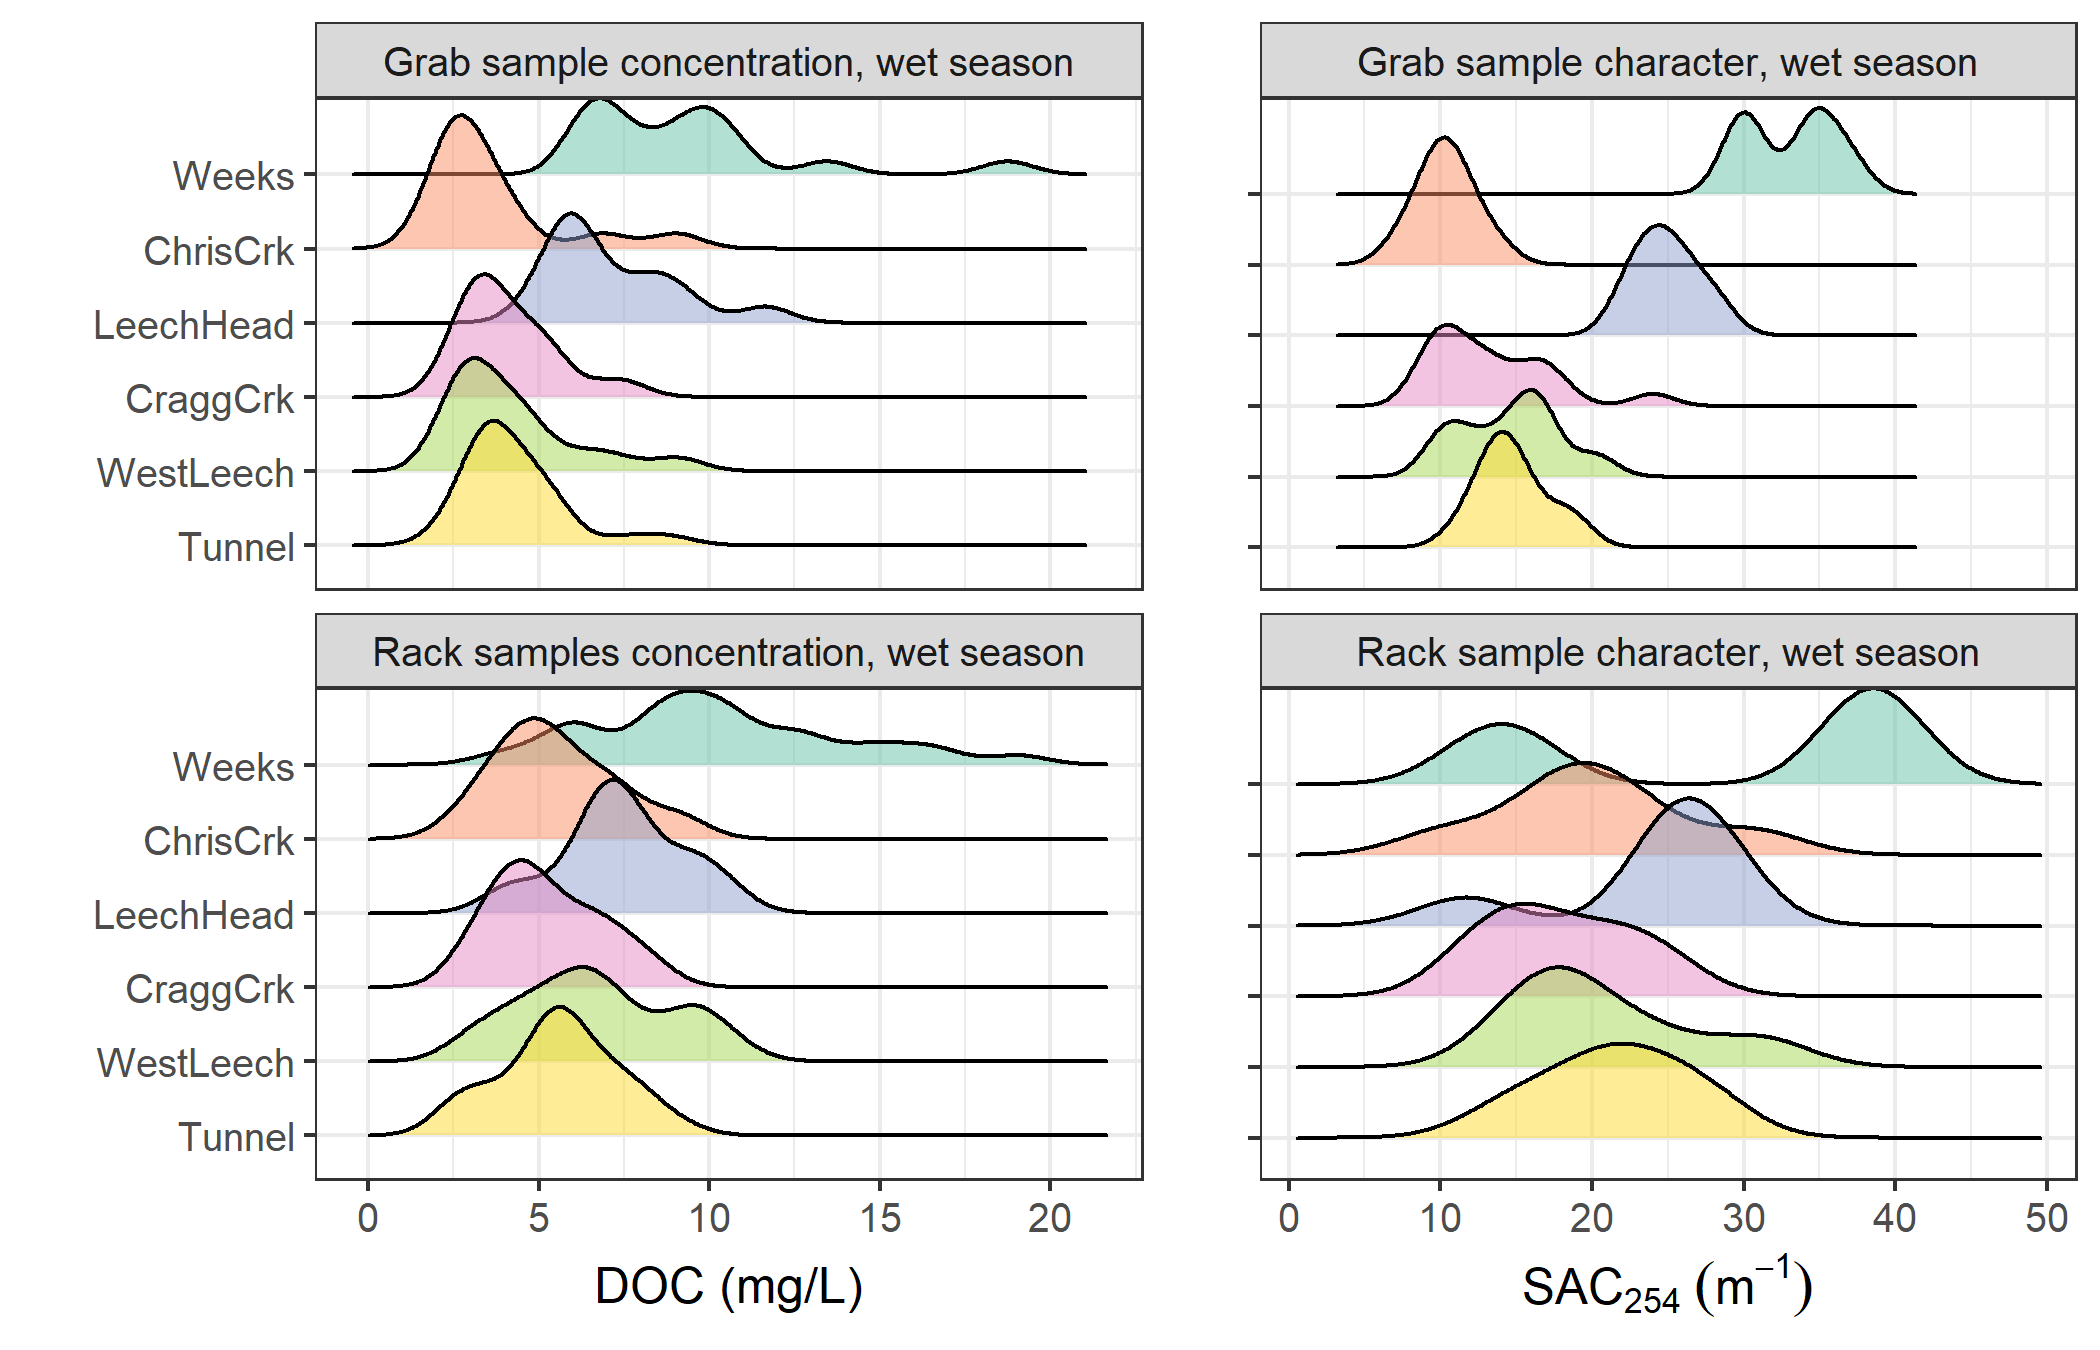 Grab sample concentration, wet season
Grab sample character, wet season
Weeks
ChrisCrk
LeechHead
CraggCrk
WestLeech
Tunnel
Rack samples concentration, wet season
Rack sample character, wet season
Weeks
ChrisCrk
LeechHead
CraggCrk
WestLeech
Tunnel
0 5 10 15 20
0 10 20 30 40 50
DOC (mg/L)
SAC₂₅₄ (m⁻¹)